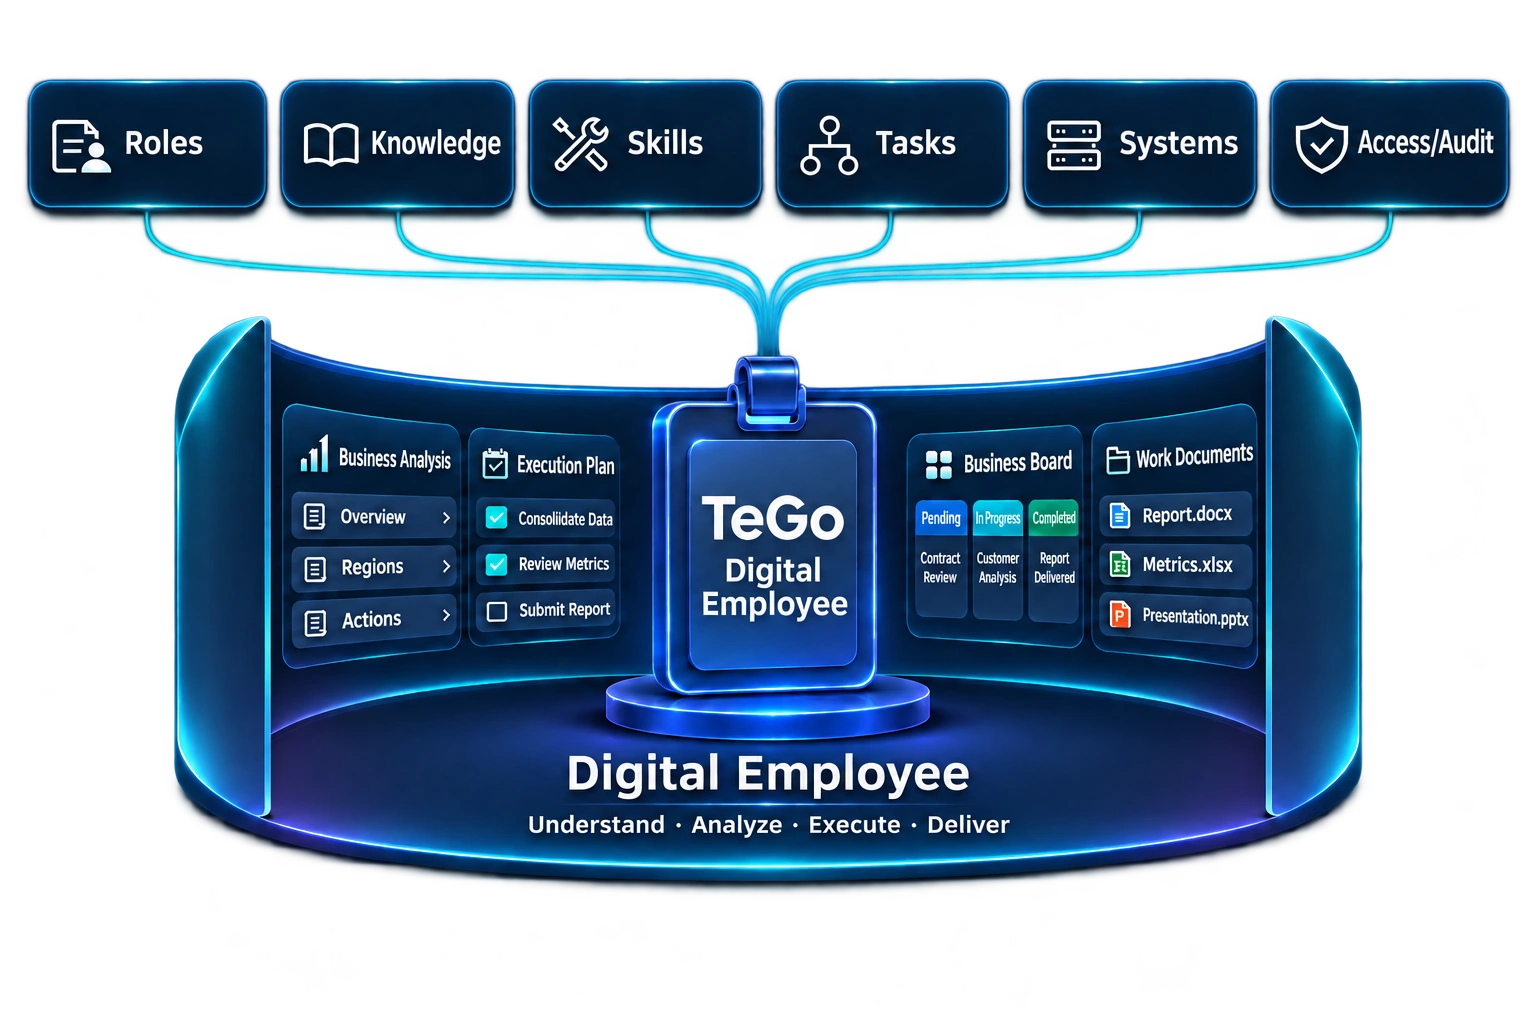 Roles
Knowledge
Skills
Tasks
Systems
Access/Audit
Business Analysis
Overview
Regions
Actions
Execution Plan
Consoliidate Data
Review Metrics
Submit Report
TeGo
Digital
Employee
Business Board
Pending
In Progress
Completed
Contract
Review
Customer
Analysis
Report
Delivered
Work Documents
Report.docx
Metrics.xlsx
P
Presentation.pptx
Digital Employee
Understand · Analyze · Execute · Deliver